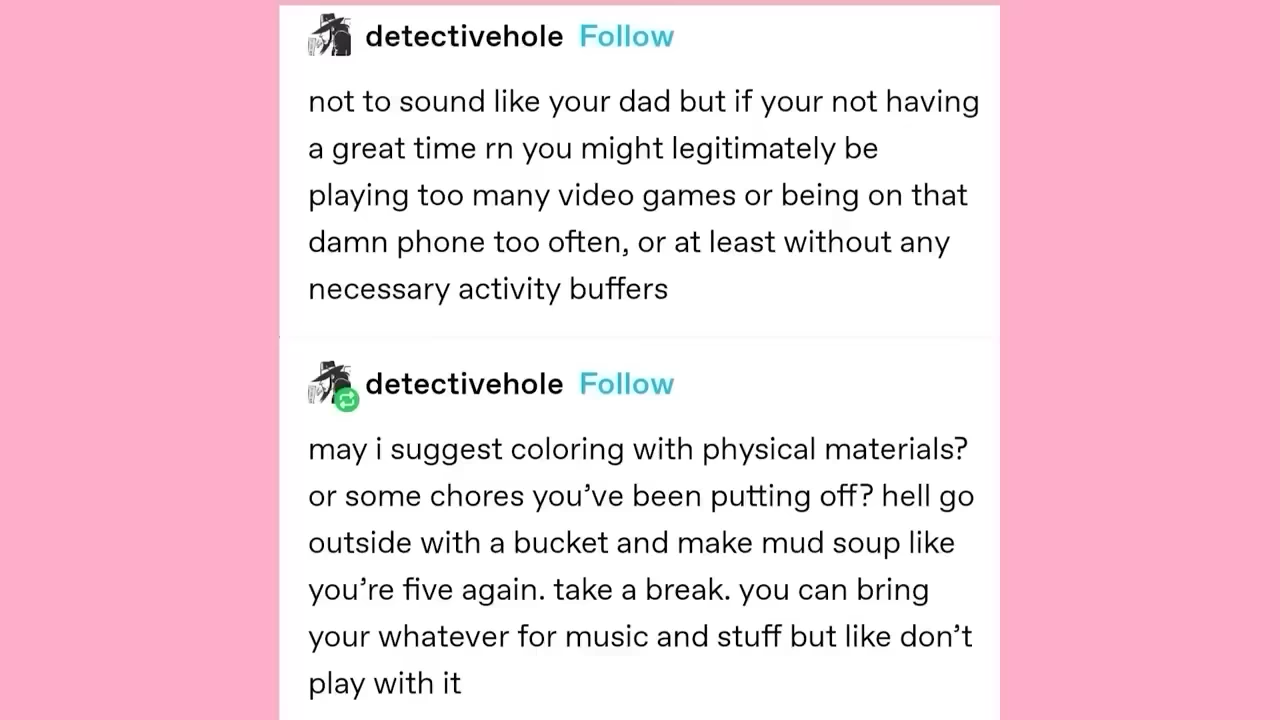 detectivehole Follow
not to sound like your dad but if your not having
a great time rn you might legitimately be
playing too many video games or being on that
damn phone too often, or at least without any
necessary activity buffers
detectivehole Follow
may i suggest coloring with physical materials?
or some chores you've been putting off? hell go
outside with a bucket and make mud soup like
you're five again. take a break. you can bring
your whatever for music and stuff but like don't
play with it